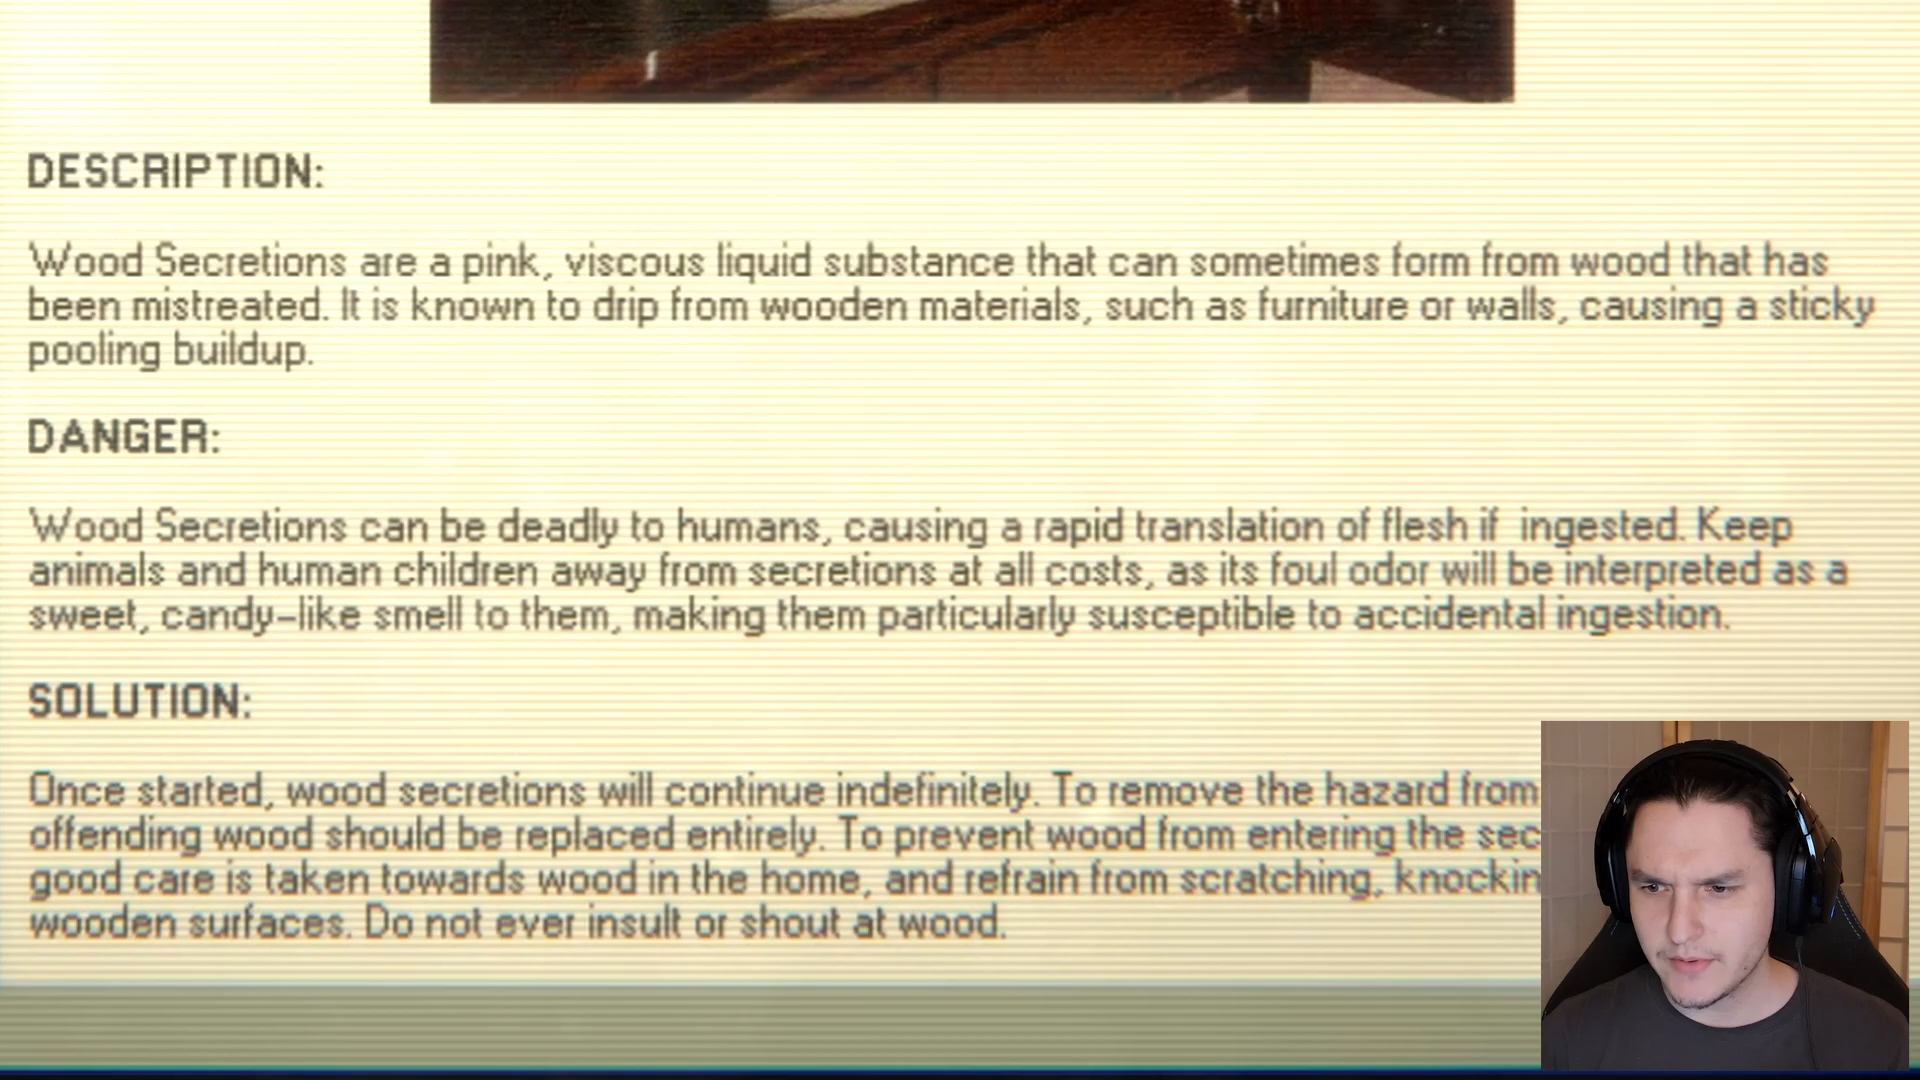 DESCRIPTION:
Wood Secretions are a pink, viscous liquid substance that can sometimes form from wood that has
been mistreated. It is known to drip from wooden materials, such as furniture or walls, causing a sticky
pooling buildup.
DANGER:
Wood Secretions can be deadly to humans, causing a rapid translation of flesh if ingested. Keep
animals and human children away from secretions at all costs, as its foul odor will be interpreted as a
sweet, candy-like smell to them, making them particularly susceptible to accidental ingestion.
SOLUTION:
Once started, wood secretions will continue indefinitely. To remove the hazard from
offending wood should be replaced entirely. To prevent wood from entering the sec
good care is taken towards wood in the home, and refrain from scratching, knockin
wooden surfaces. Do not ever insult or shout at wood.